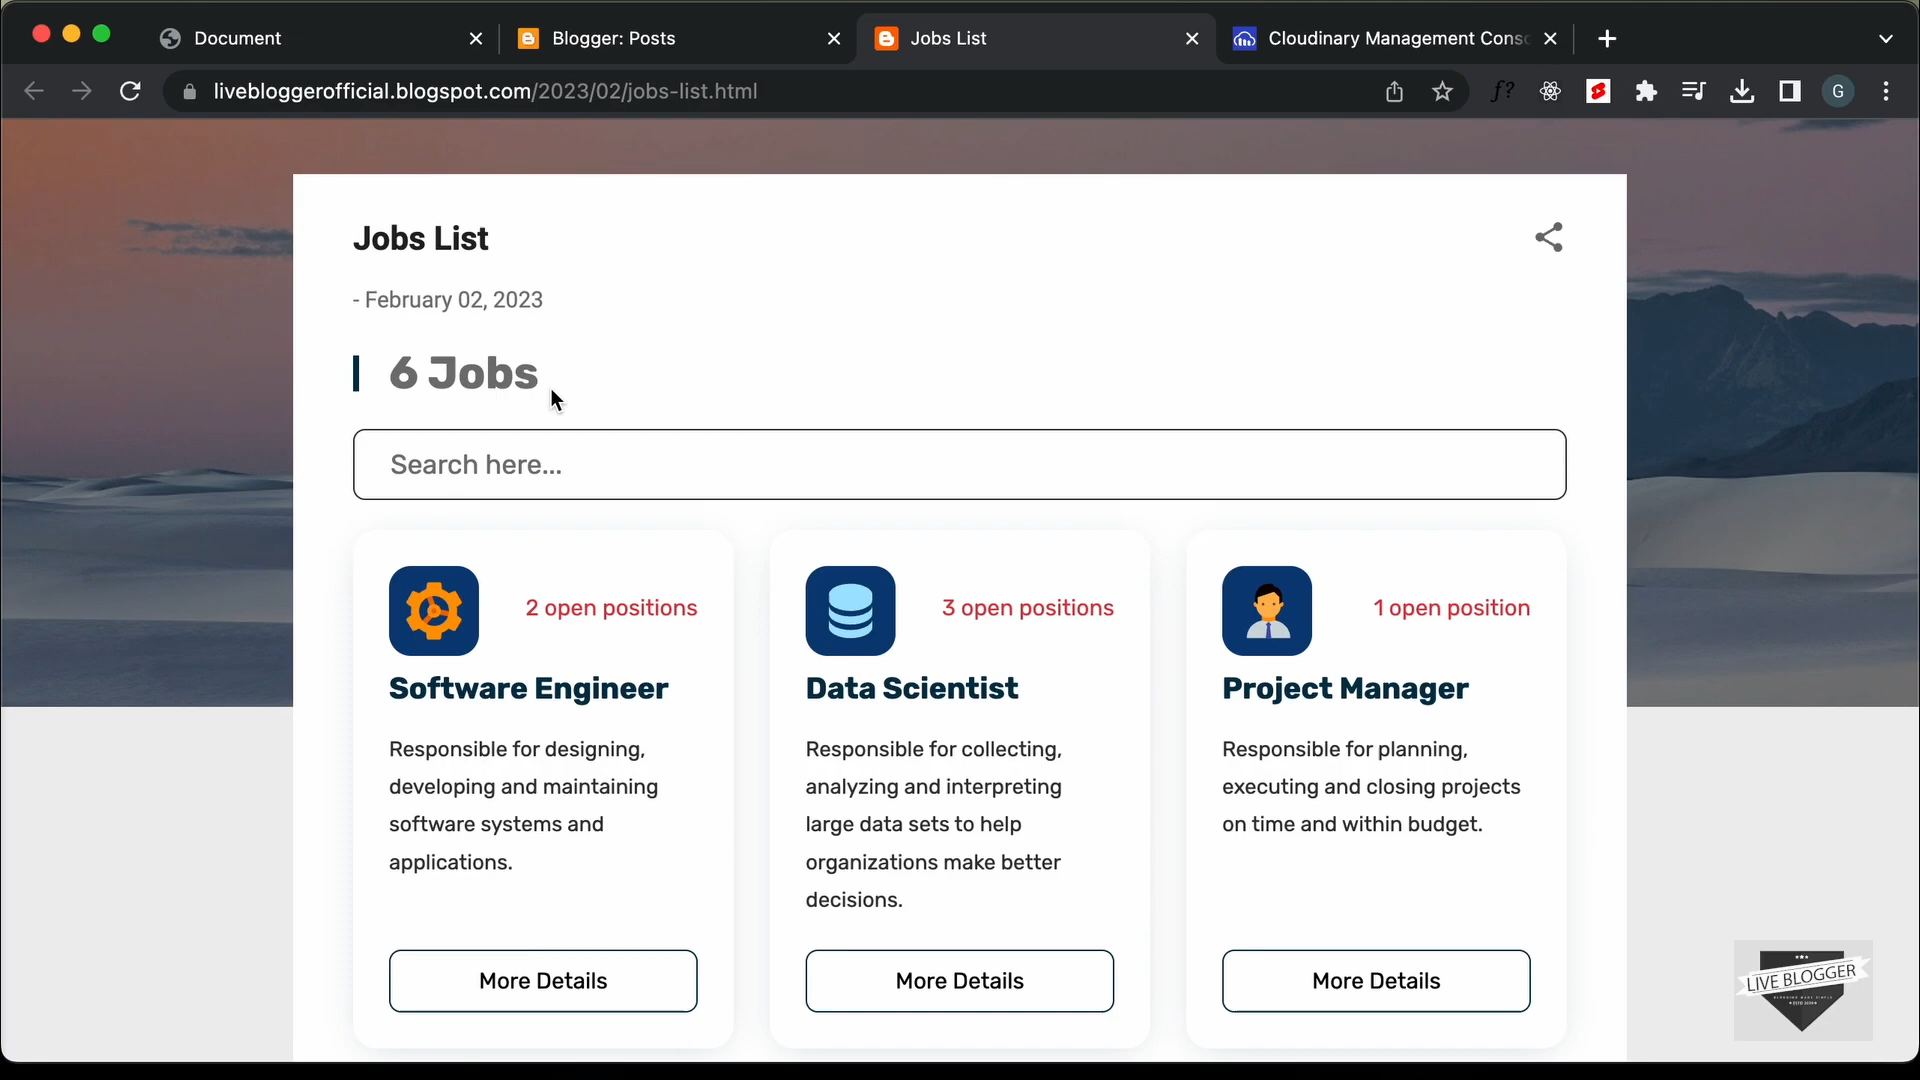 Document
Blogger: Posts
Jobs List
Cloudinary Management Conso
livebloggerofficial.blogspot.com/2023/02/jobs-list.html
f?
G
Jobs List
- February 02, 2023
6 Jobs
Search here...
2 open positions
Software Engineer
Responsible for designing,
developing and maintaining
software systems and
applications.
More Details
3 open positions
Data Scientist
Responsible for collecting,
analyzing and interpreting
large data sets to help
organizations make better
decisions.
More Details
1 open position
Project Manager
Responsible for planning,
executing and closing projects
on time and within budget.
More Details
LIVE BLOGGER